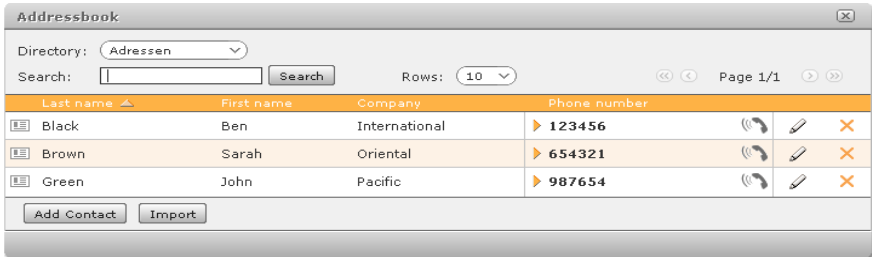 Addressbook
Directory: Adressen
Search: Search Rows: 10 Page 1/1
Last name First name Company Phone number
Black Ben International 123456
Brown Sarah Oriental 654321
Green John Pacific 987654
Add Contact Import